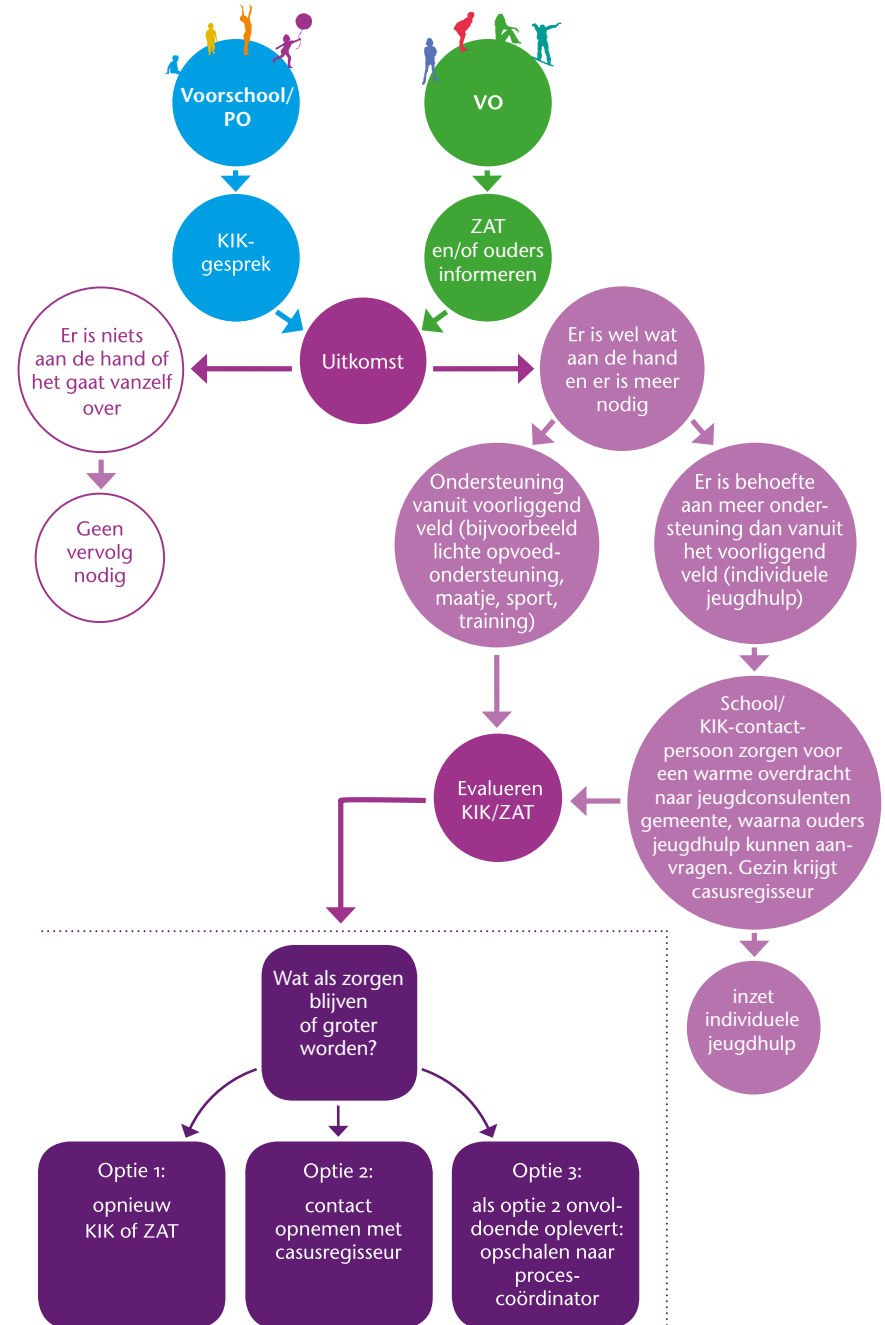 Voorschool/
PO
VO
KIK-
gesprek
ZAT
en/of ouders
informeren
Uitkomst
Er is niets
aan de hand of
het gaat vanzelf
over
Er is wel wat
aan de hand
en er is meer
nodig
Geen
vervolg
nodig
Ondersteuning
vanuit voorliggend
veld (bijvoorbeeld
lichte opvoed-
ondersteuning,
maatje, sport,
training)
Er is behoefte
aan meer onder-
steuning dan vanuit
het voorliggend
veld (individuele
jeugdhulp)
Evalueren
KIK/ZAT
School/
KIK-contact-
persoon zorgen voor
een warme overdracht
naar jeugdconsulenten
gemeente, waarna ouders
jeugdhulp kunnen aan-
vragen. Gezin krijgt
casusregisseur
inzet
individuele
jeugdhulp
Wat als zorgen
blijven
of groter
worden?
Optie 1:
opnieuw
KIK of ZAT
Optie 2:
contact
opnemen met
casusregisseur
Optie 3:
als optie 2 onvol-
doende oplevert:
opschalen naar
proces-
coördinator